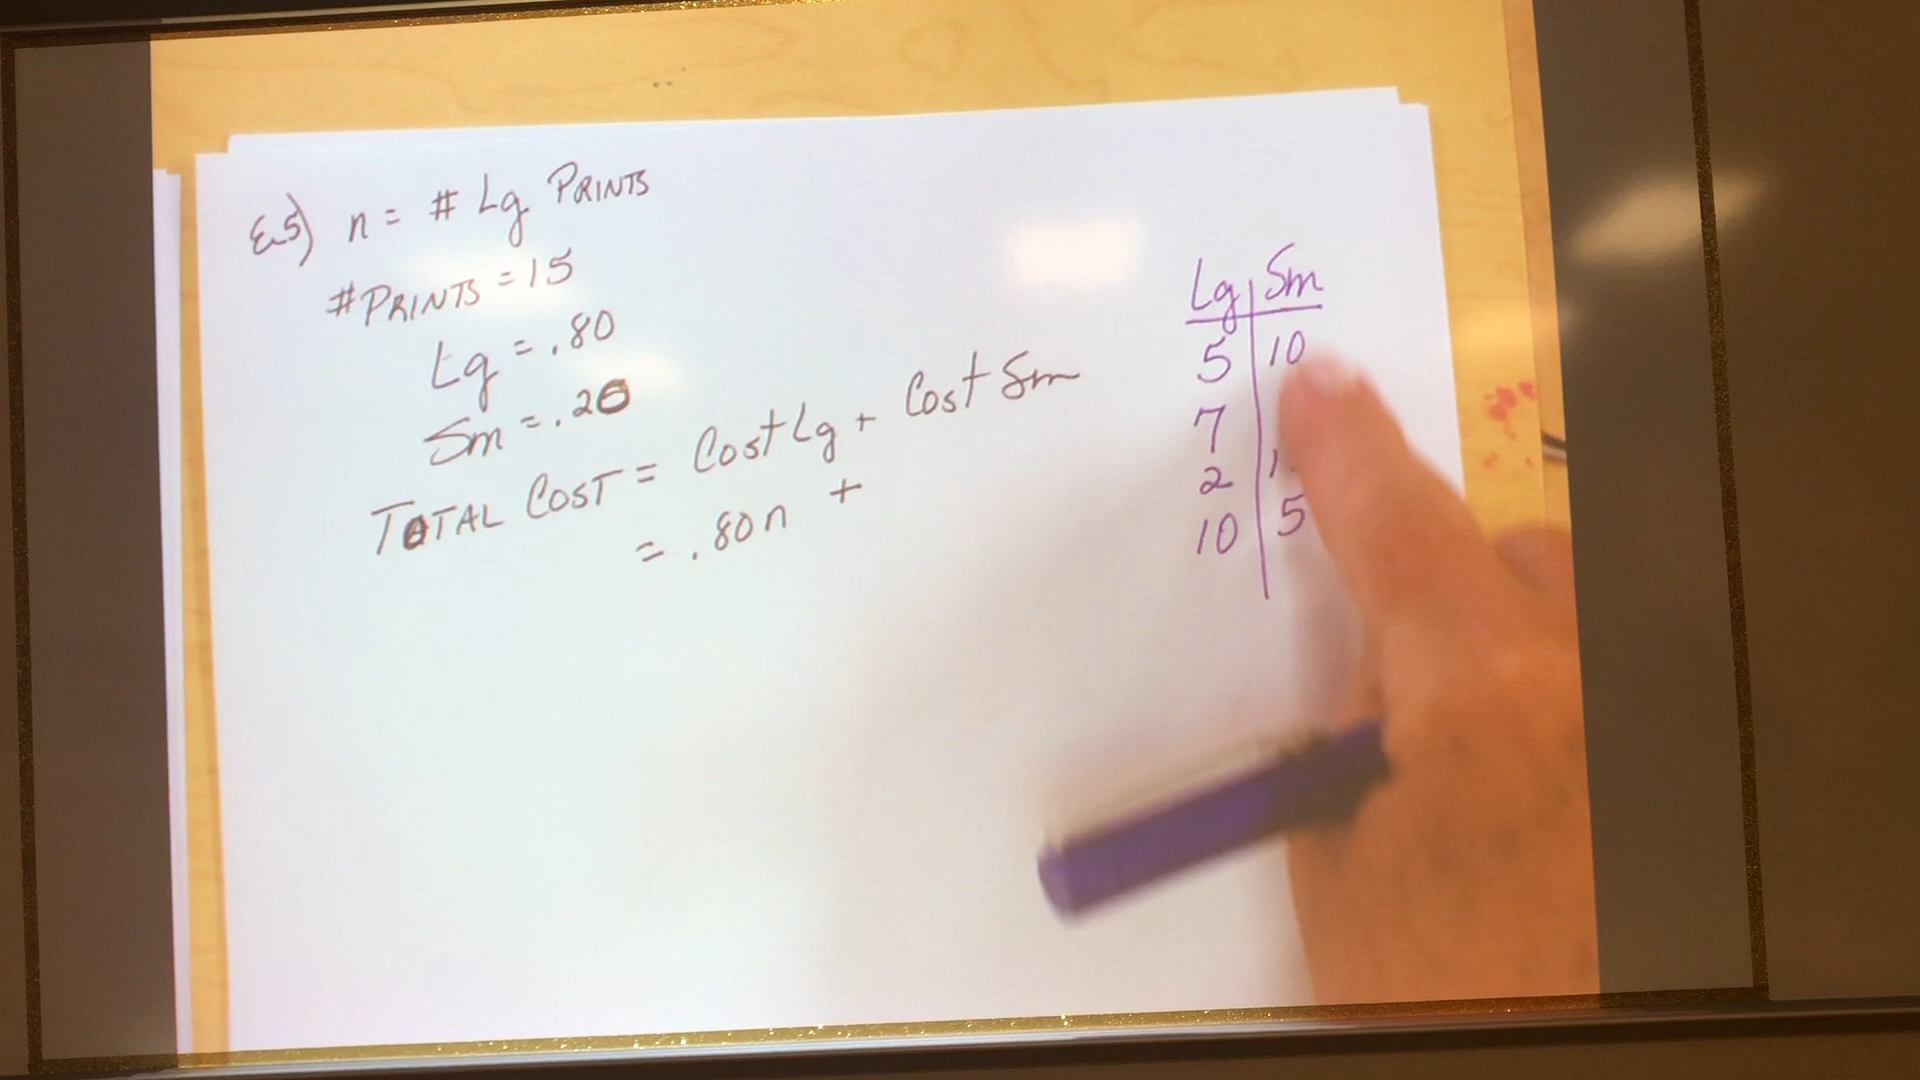 Ex5) n = # Lg PRINTS
#PRINTS = 15
Lg = .80
Sm = .20
TOTAL COST = Cost Lg + Cost Sm
= .80n +
Lg Sm
5 10
7
2
10 5